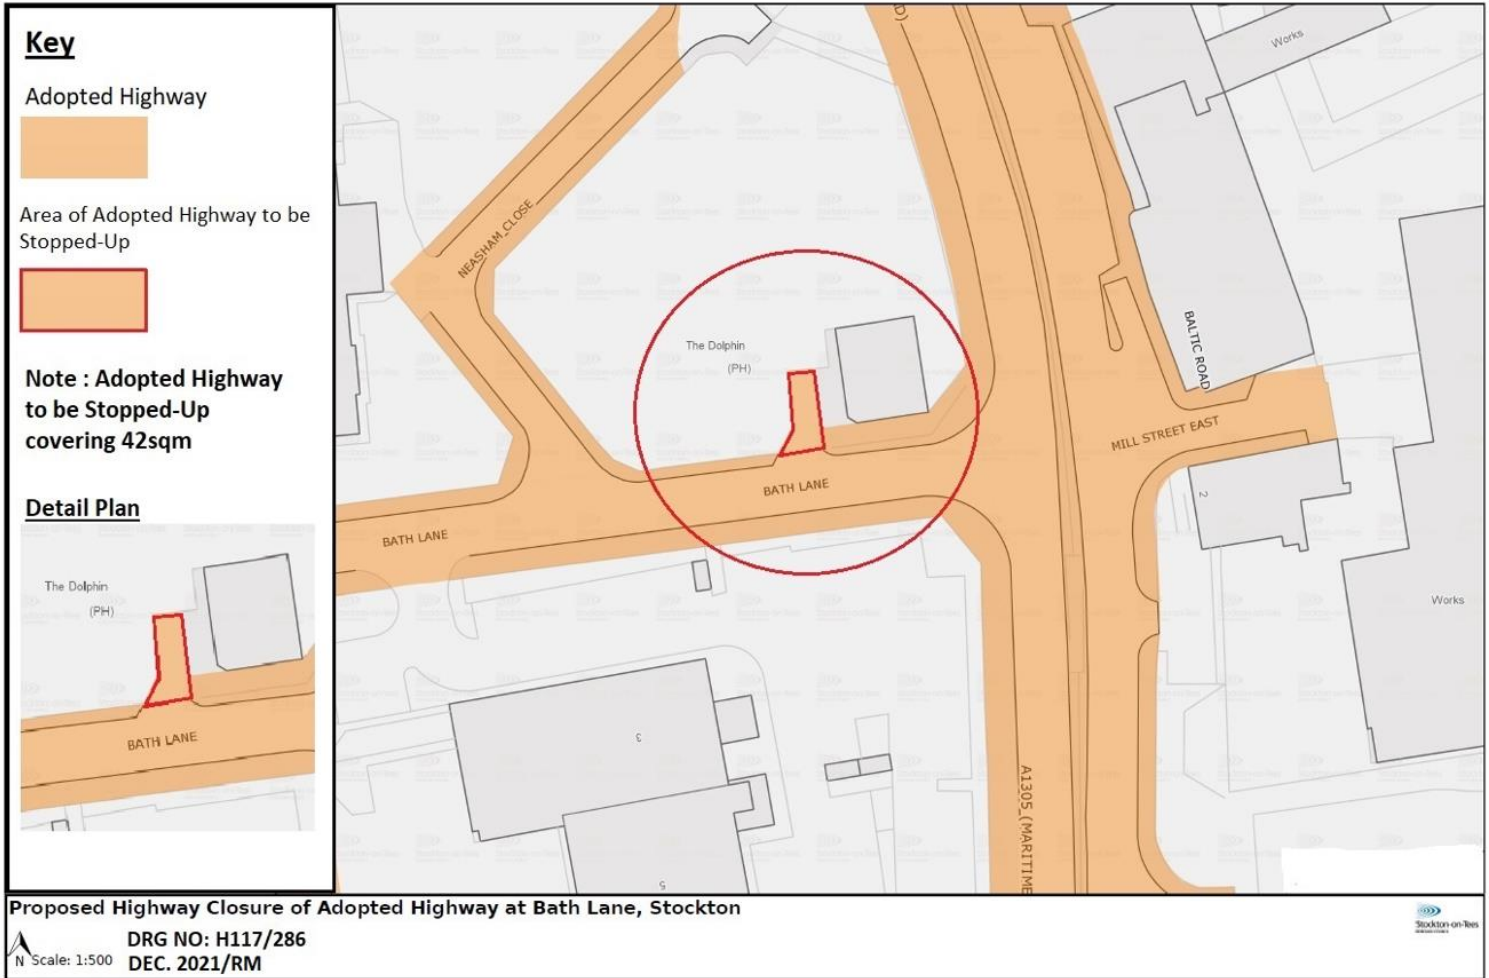 Key
Adopted Highway
Area of Adopted Highway to be
Stopped-Up
Note : Adopted Highway
to be Stopped-Up
covering 42sqm
Detail Plan
The Dolphin
(PH)
BATH LANE
D)
Works
NEASHAM_CLOSE
The Dolphin
(PH)
BALTIC ROAD
MILL STREET EAST
BATH LANE
BATH LANE
2
Works
3
A1305_(MARITIME
5
Proposed Highway Closure of Adopted Highway at Bath Lane, Stockton
N Scale: 1:500
DRG NO: H117/286
DEC. 2021/RM
Stockton-on-Tees